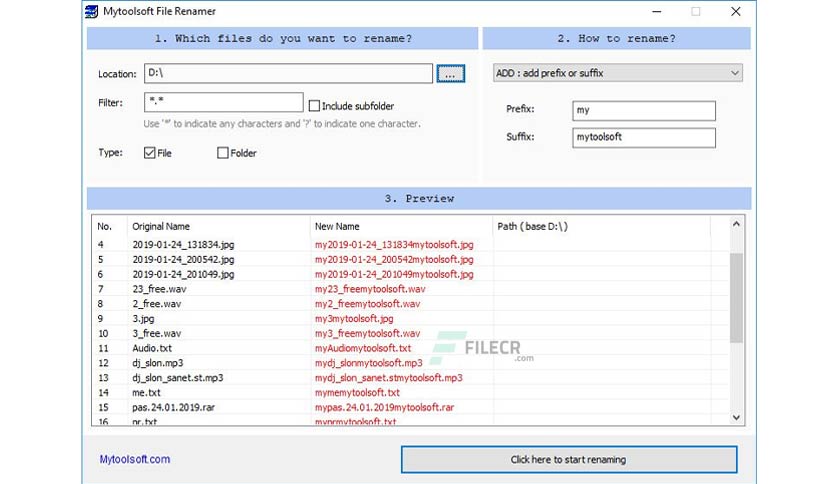 Mytoolsoft File Renamer
1. Which files do you want to rename?
2. How to rename?
Location: D:\ ...
Filter: *.* Include subfolder
Use '*' to indicate any characters and '?' to indicate one character.
Type: File Folder
ADD : add prefix or suffix
Prefix: my
Suffix: mytoolsoft
3. Preview
No. Original Name New Name Path ( base D:\ )
4 2019-01-24_131834.jpg my2019-01-24_131834mytoolsoft.jpg
5 2019-01-24_200542.jpg my2019-01-24_200542mytoolsoft.jpg
6 2019-01-24_201049.jpg my2019-01-24_201049mytoolsoft.jpg
7 23_free.wav my23_freemytoolsoft.wav
8 2_free.wav my2_freemytoolsoft.wav
9 3.jpg my3mytoolsoft.jpg
10 3_free.wav my3_freemytoolsoft.wav
11 Audio.txt myAudiomytoolsoft.txt
12 dj_slon.mp3 mydj_slonmytoolsoft.mp3
13 dj_slon_sanet.st.mp3 mydj_slon_sanet.stmytoolsoft.mp3
14 me.txt mymemytoolsoft.txt
15 pas.24.01.2019.rar mypas.24.01.2019mytoolsoft.rar
16 pr.txt myprmytoolsoft.txt
FILECR
.com
Mytoolsoft.com
Click here to start renaming